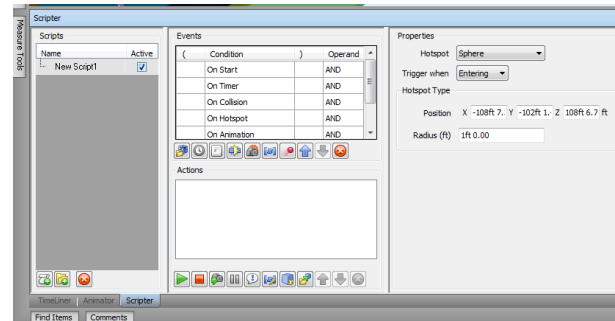 Measure Tools
Scripter
Scripts
Name Active
New Script1
Events
( Condition ) Operand
On Start AND
On Timer AND
On Collision AND
On Hotspot AND
On Animation AND
Actions
Properties
Hotspot Sphere
Trigger when Entering
Hotspot Type
Position X -108ft 7. Y -102ft 1. Z 108ft 6.7 ft
Radius (ft) 1ft 0.00
TimeLiner Animator Scripter
Find Items Comments